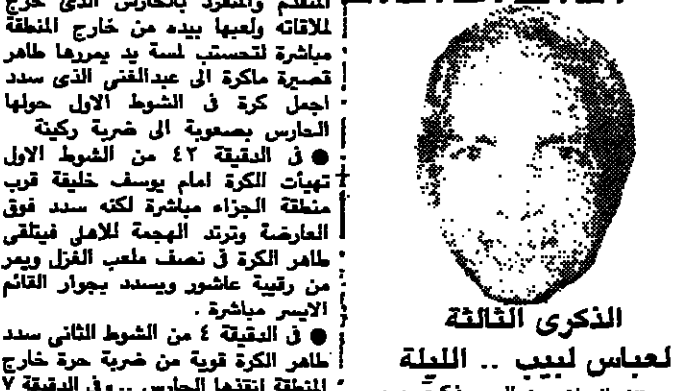 المتقدم والمنفرد بالحارس الذى خرج
لملاقاته ولعبها بيده من خارج المنطقة
مباشرة لتحتسب لمسة يد يمررها طاهر
قصيرة ماكرة الى عبدالغنى الذى سدد
اجمل كرة فى الشوط الاول حولها
الحارس بصعوبة الى ضربة ركينة
● فى الدقيقة ٤٢ من الشوط الاول
تهيأت الكرة امام يوسف خليفة قرب
منطقة الجزاء مباشرة لكنه سدد فوق
العارضة وترتد الهجمة للاهلى فيتلقى
طاهر الكرة فى نصف ملعب الغزل ويمر
من رقيبة عاشور ويسدد بجوار القائم
الايسر مباشرة .
● فى الدقيقة ٤ من الشوط الثانى سدد
طاهر الكرة قوية من ضربة حرة خارج
المنطقة انقذها الحارس .. وفى الدقيقة ٧
الذكرى الثالثة
لعباس لبيب .. الليلة